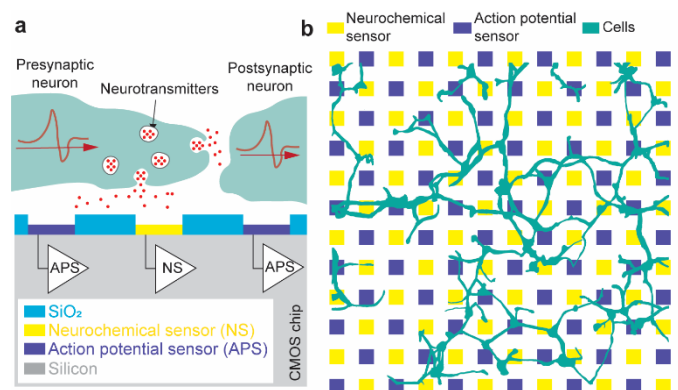 a
Presynaptic
neuron
Neurotransmitters
Postsynaptic
neuron
APS
NS
APS
SiO₂
Neurochemical sensor (NS)
Action potential sensor (APS)
Silicon
CMOS chip
b
Neurochemical
sensor
Action potential
sensor
Cells